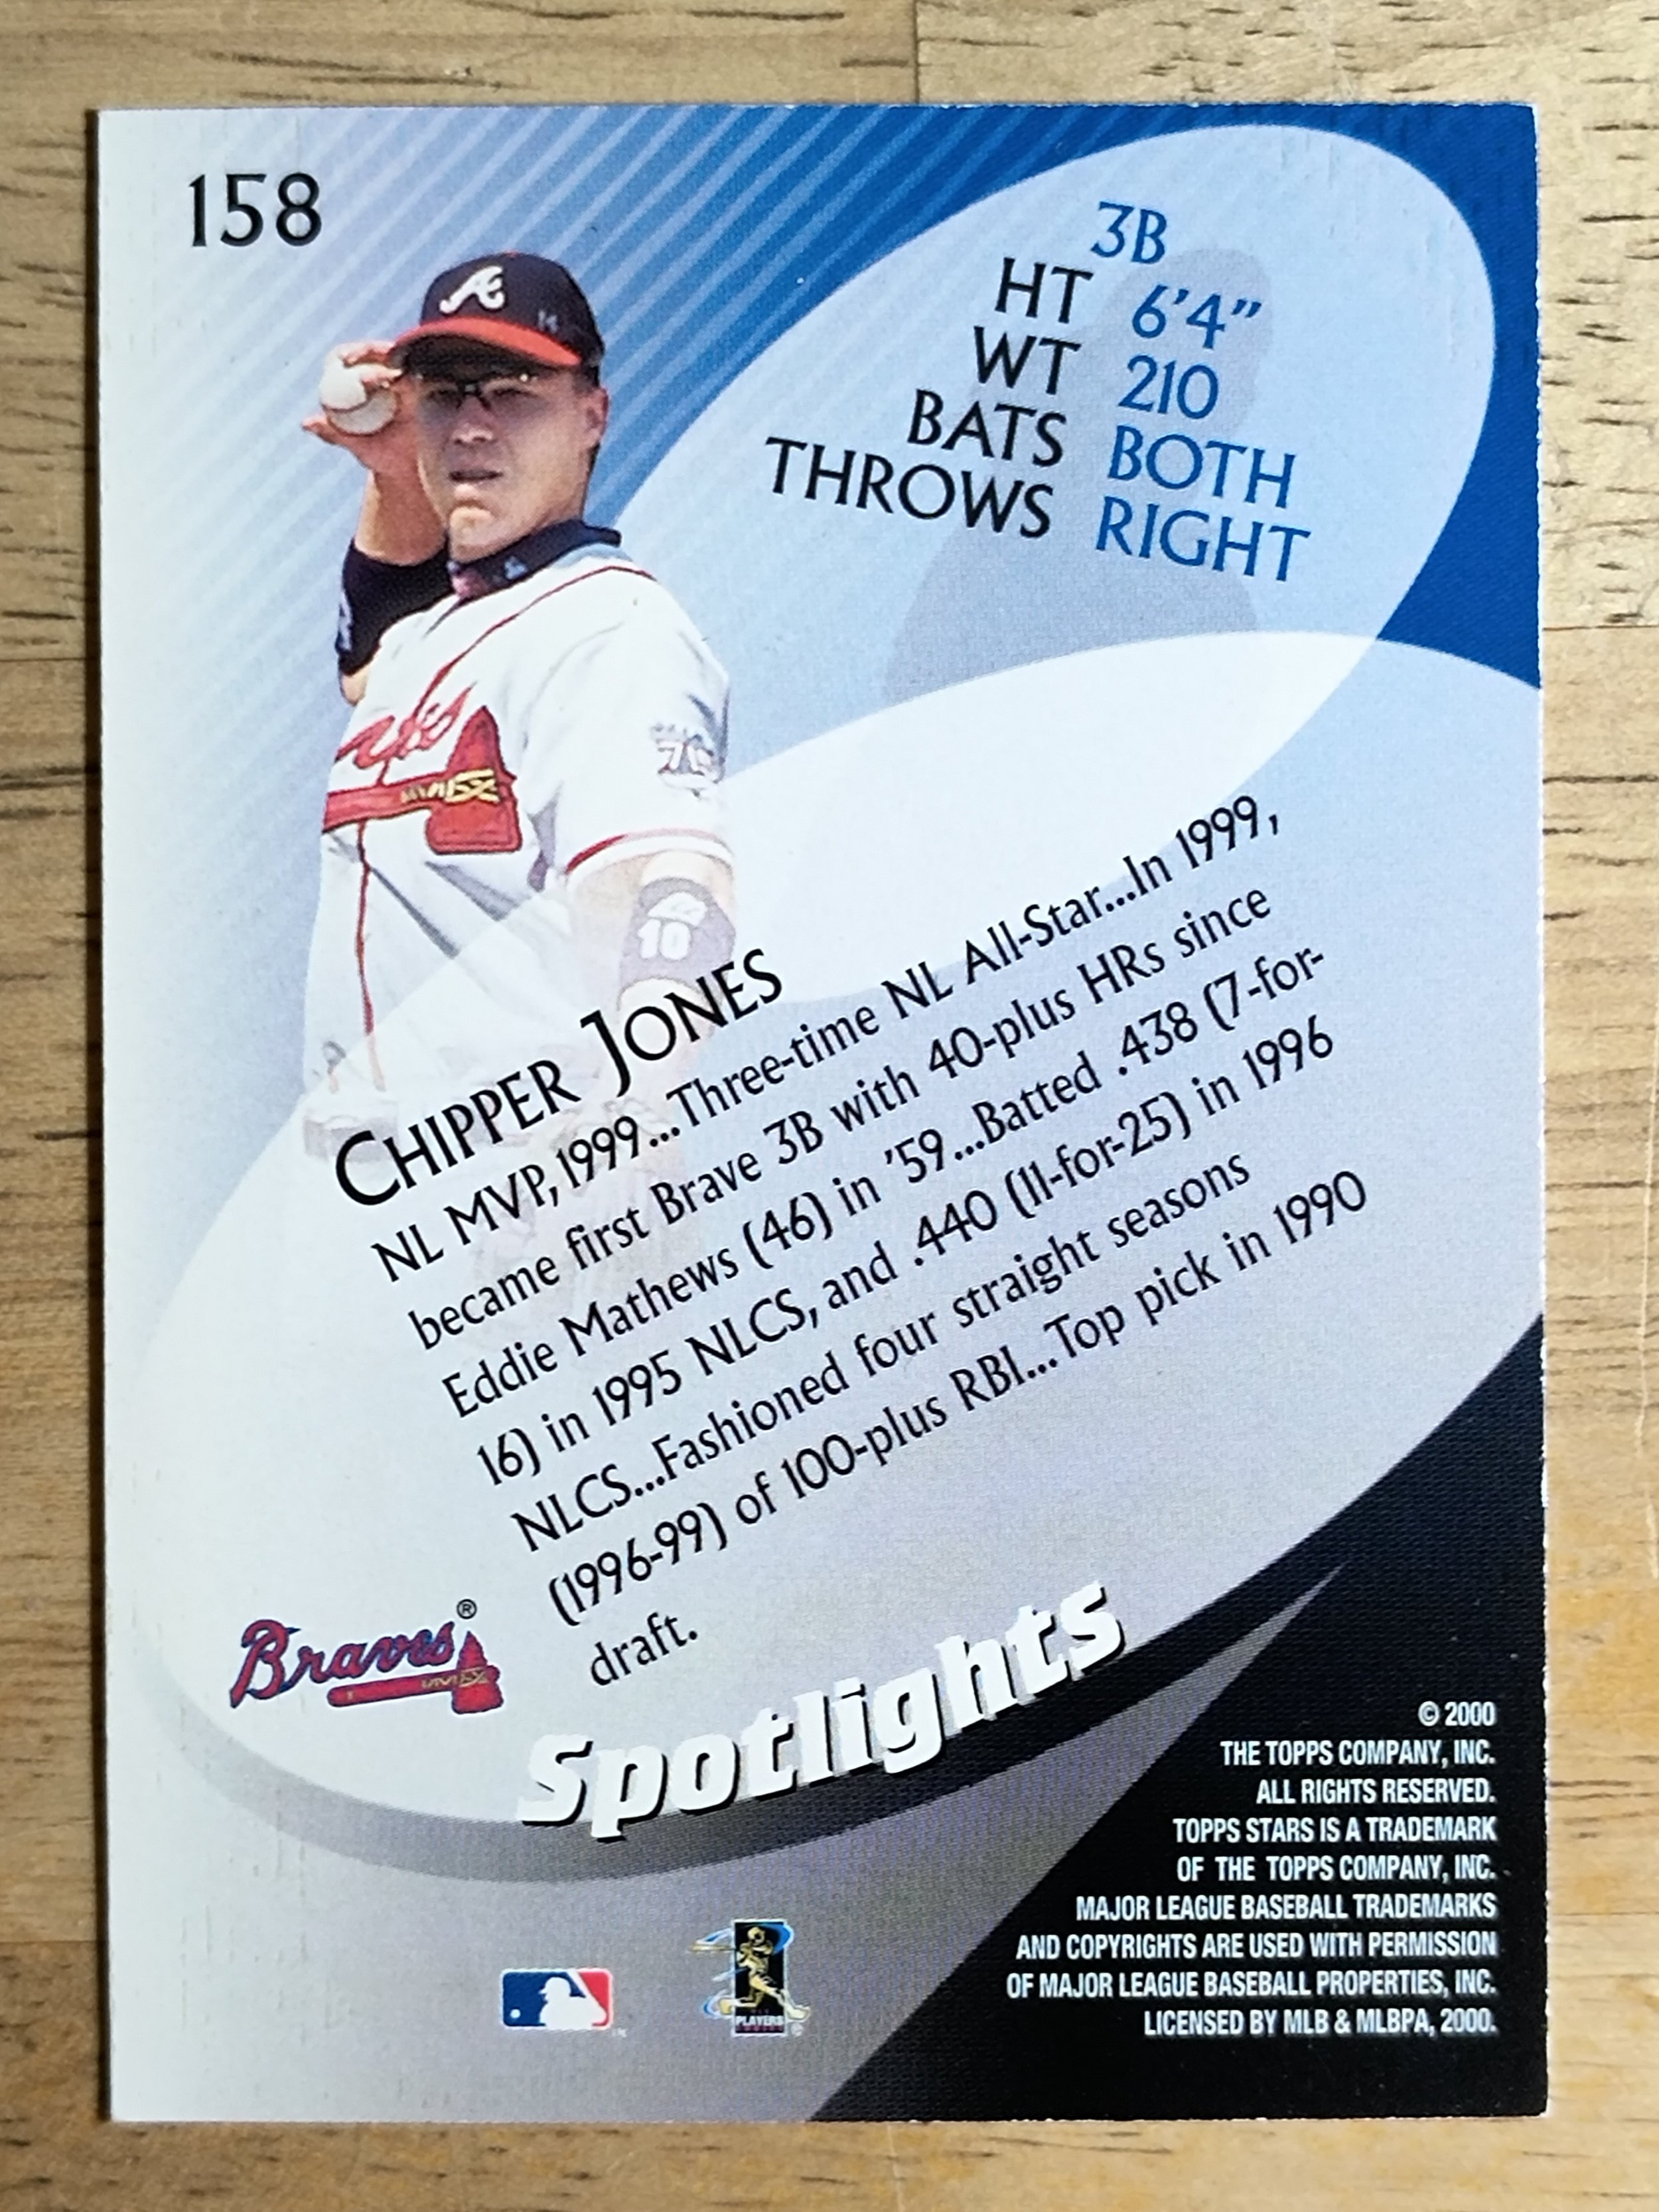 158
3B
HT 6'4"
WT 210
BATS BOTH
THROWS RIGHT
10
CHIPPER JONES
NL MVP, 1999...Three-time NL All-Star...In 1999,
became first Brave 3B with 40-plus HRs since
Eddie Mathews (46) in '59...Batted .438 (7-for-
16) in 1995 NLCS, and .440 (11-for-25) in 1996
NLCS...Fashioned four straight seasons
(1996-99) of 100-plus RBI...Top pick in 1990
draft.
Braves®
Spotlights
© 2000
THE TOPPS COMPANY, INC.
ALL RIGHTS RESERVED.
TOPPS STARS IS A TRADEMARK
OF THE TOPPS COMPANY, INC.
MAJOR LEAGUE BASEBALL TRADEMARKS
AND COPYRIGHTS ARE USED WITH PERMISSION
OF MAJOR LEAGUE BASEBALL PROPERTIES, INC.
LICENSED BY MLB & MLBPA, 2000.
PLAYERS